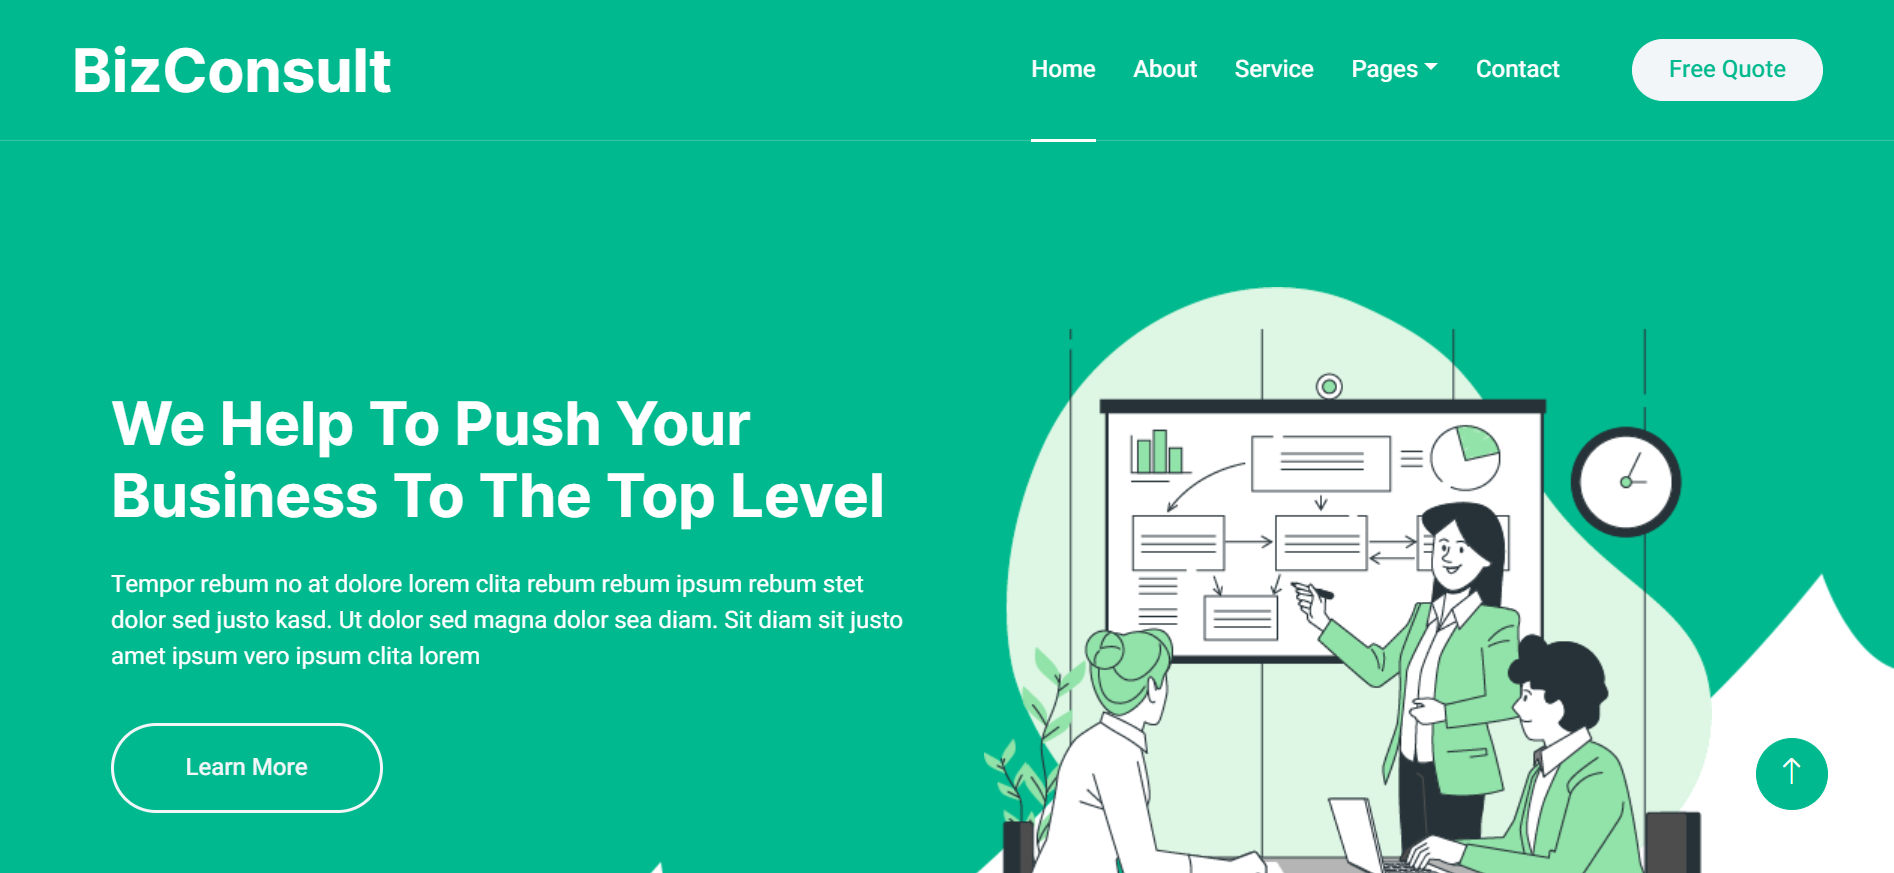 BizConsult
Home About Service Pages Contact Free Quote
We Help To Push Your
Business To The Top Level
Tempor rebum no at dolore lorem clita rebum rebum ipsum rebum stet
dolor sed justo kasd. Ut dolor sed magna dolor sea diam. Sit diam sit justo
amet ipsum vero ipsum clita lorem
Learn More